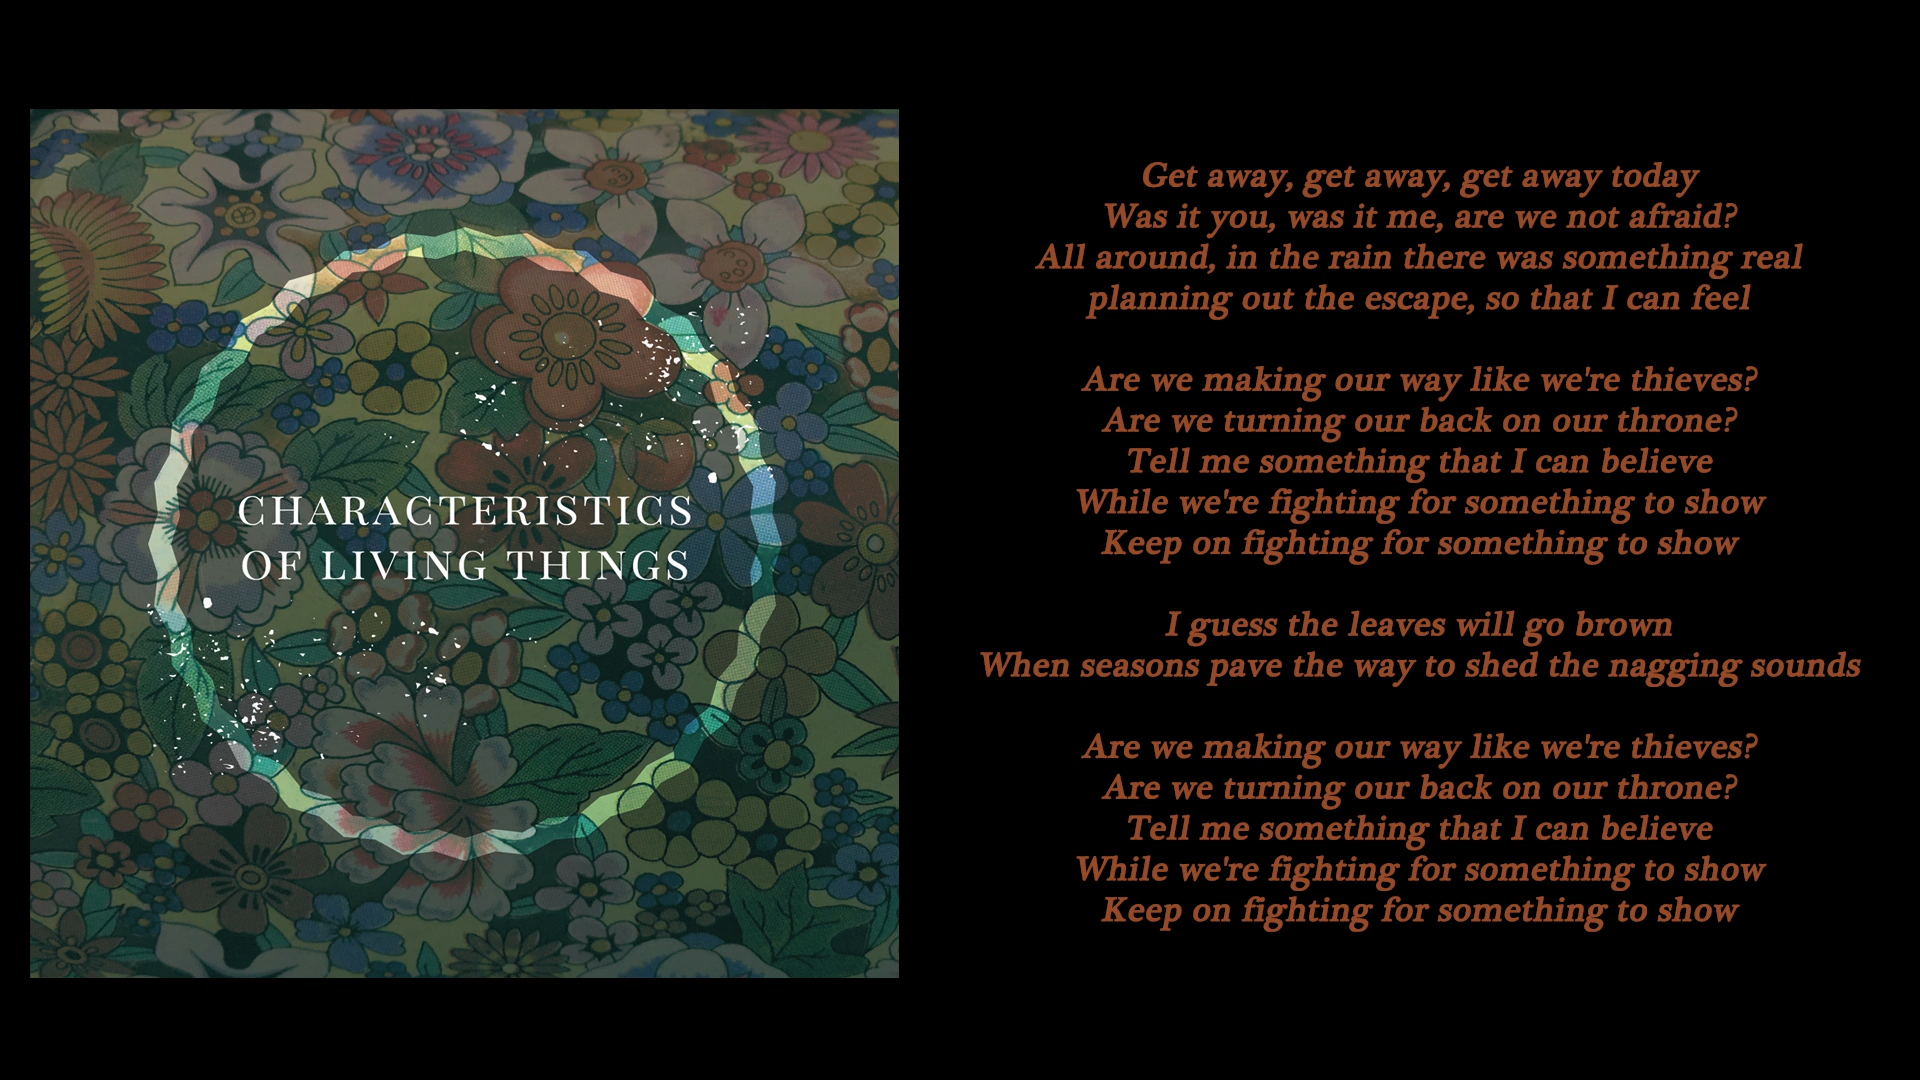 CHARACTERISTICS
OF LIVING THINGS
Get away, get away, get away today
Was it you, was it me, are we not afraid?
All around, in the rain there was something real
planning out the escape, so that I can feel
Are we making our way like we're thieves?
Are we turning our back on our throne?
Tell me something that I can believe
While we're fighting for something to show
Keep on fighting for something to show
I guess the leaves will go brown
When seasons pave the way to shed the nagging sounds
Are we making our way like we're thieves?
Are we turning our back on our throne?
Tell me something that I can believe
While we're fighting for something to show
Keep on fighting for something to show